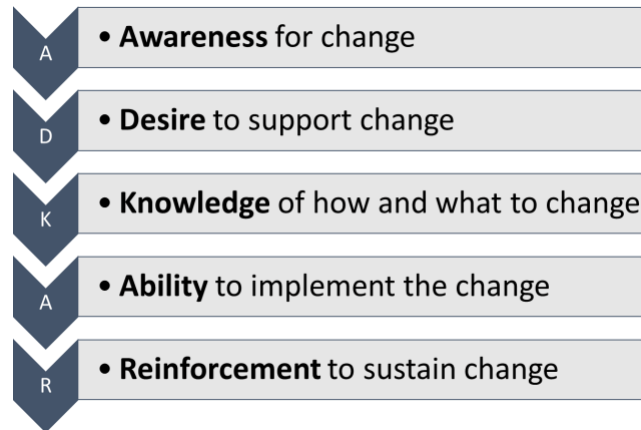 A
• Awareness for change
D
• Desire to support change
K
• Knowledge of how and what to change
A
• Ability to implement the change
R
• Reinforcement to sustain change